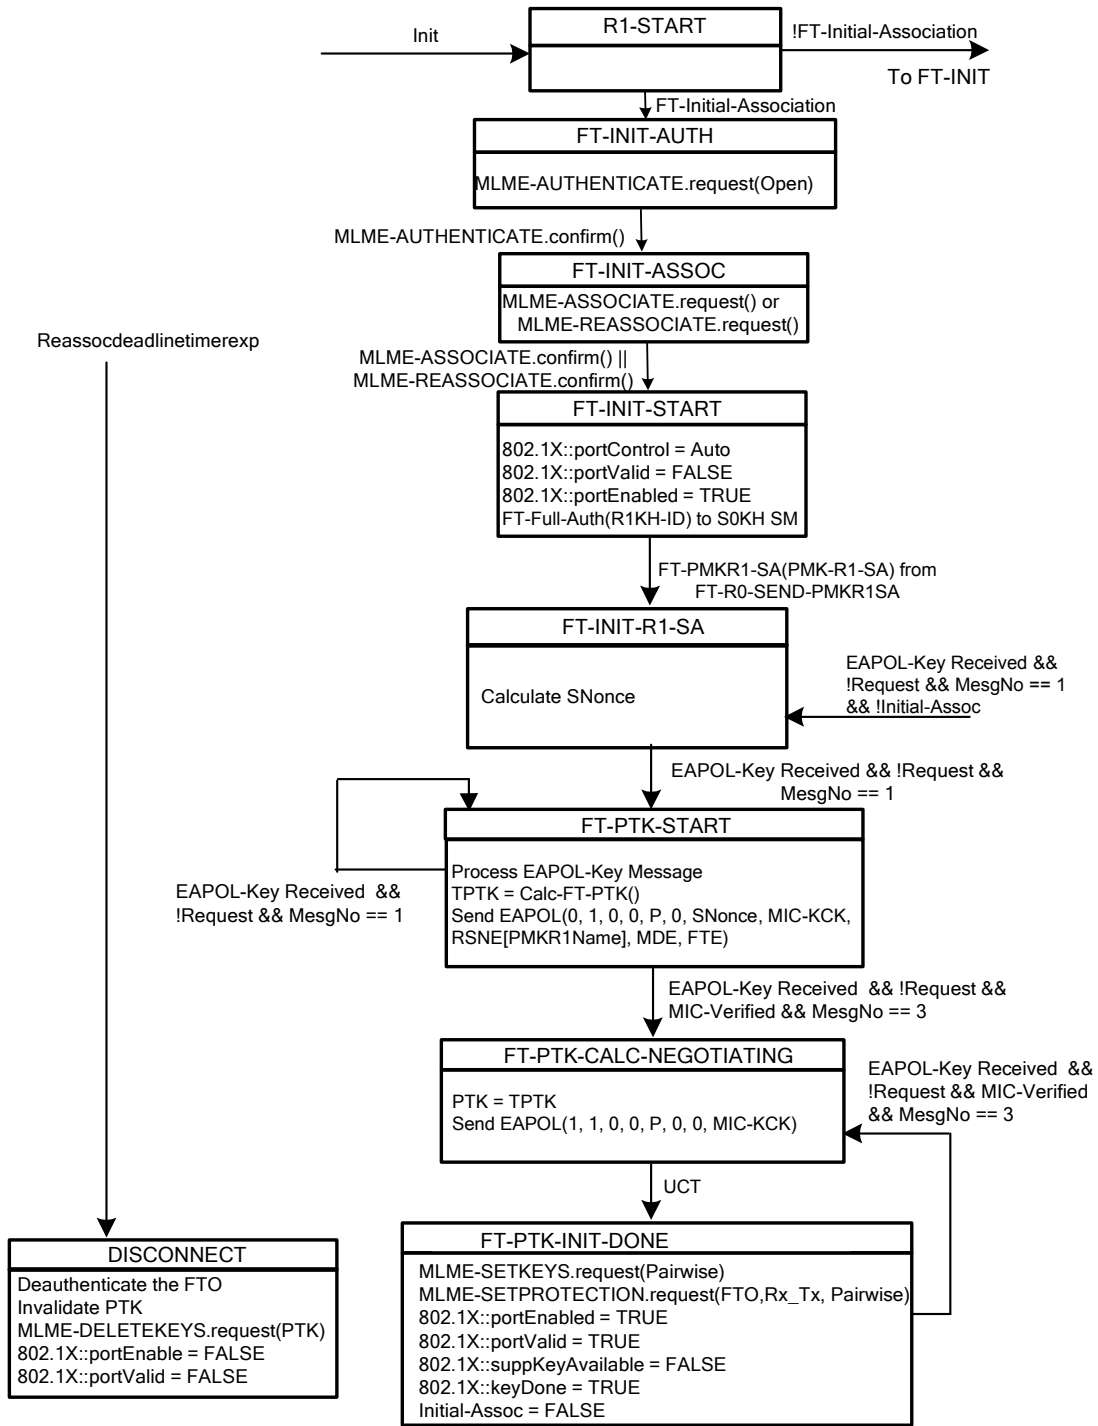 Init
R1-START
!FT-Initial-Association
To FT-INIT
FT-Initial-Association
FT-INIT-AUTH
MLME-AUTHENTICATE.request(Open)
MLME-AUTHENTICATE.confirm()
FT-INIT-ASSOC
MLME-ASSOCIATE.request() or
MLME-REASSOCIATE.request()
Reassocdeadlinetimerexp
MLME-ASSOCIATE.confirm() ||
MLME-REASSOCIATE.confirm()
FT-INIT-START
802.1X::portControl = Auto
802.1X::portValid = FALSE
802.1X::portEnabled = TRUE
FT-Full-Auth(R1KH-ID) to S0KH SM
FT-PMKR1-SA(PMK-R1-SA) from
FT-R0-SEND-PMKR1SA
FT-INIT-R1-SA
Calculate SNonce
EAPOL-Key Received &&
!Request && MesgNo == 1
&& !Initial-Assoc
EAPOL-Key Received && !Request &&
MesgNo == 1
FT-PTK-START
Process EAPOL-Key Message
TPTK = Calc-FT-PTK()
Send EAPOL(0, 1, 0, 0, P, 0, SNonce, MIC-KCK,
RSNE[PMKR1Name], MDE, FTE)
EAPOL-Key Received &&
!Request && MesgNo == 1
EAPOL-Key Received && !Request &&
MIC-Verified && MesgNo == 3
FT-PTK-CALC-NEGOTIATING
PTK = TPTK
Send EAPOL(1, 1, 0, 0, P, 0, 0, MIC-KCK)
EAPOL-Key Received &&
!Request && MIC-Verified
&& MesgNo == 3
UCT
FT-PTK-INIT-DONE
MLME-SETKEYS.request(Pairwise)
MLME-SETPROTECTION.request(FTO,Rx_Tx, Pairwise)
802.1X::portEnabled = TRUE
802.1X::portValid = TRUE
802.1X::suppKeyAvailable = FALSE
802.1X::keyDone = TRUE
Initial-Assoc = FALSE
DISCONNECT
Deauthenticate the FTO
Invalidate PTK
MLME-DELETEKEYS.request(PTK)
802.1X::portEnable = FALSE
802.1X::portValid = FALSE